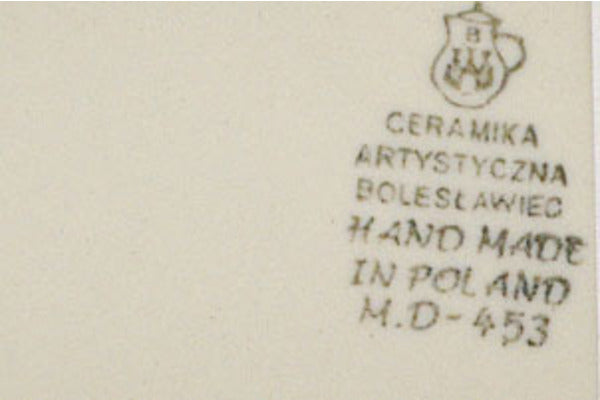 B
CERAMIKA
ARTYSTYCZNA
BOLESŁAWIEC
HAND MADE
IN POLAND
M.D-453